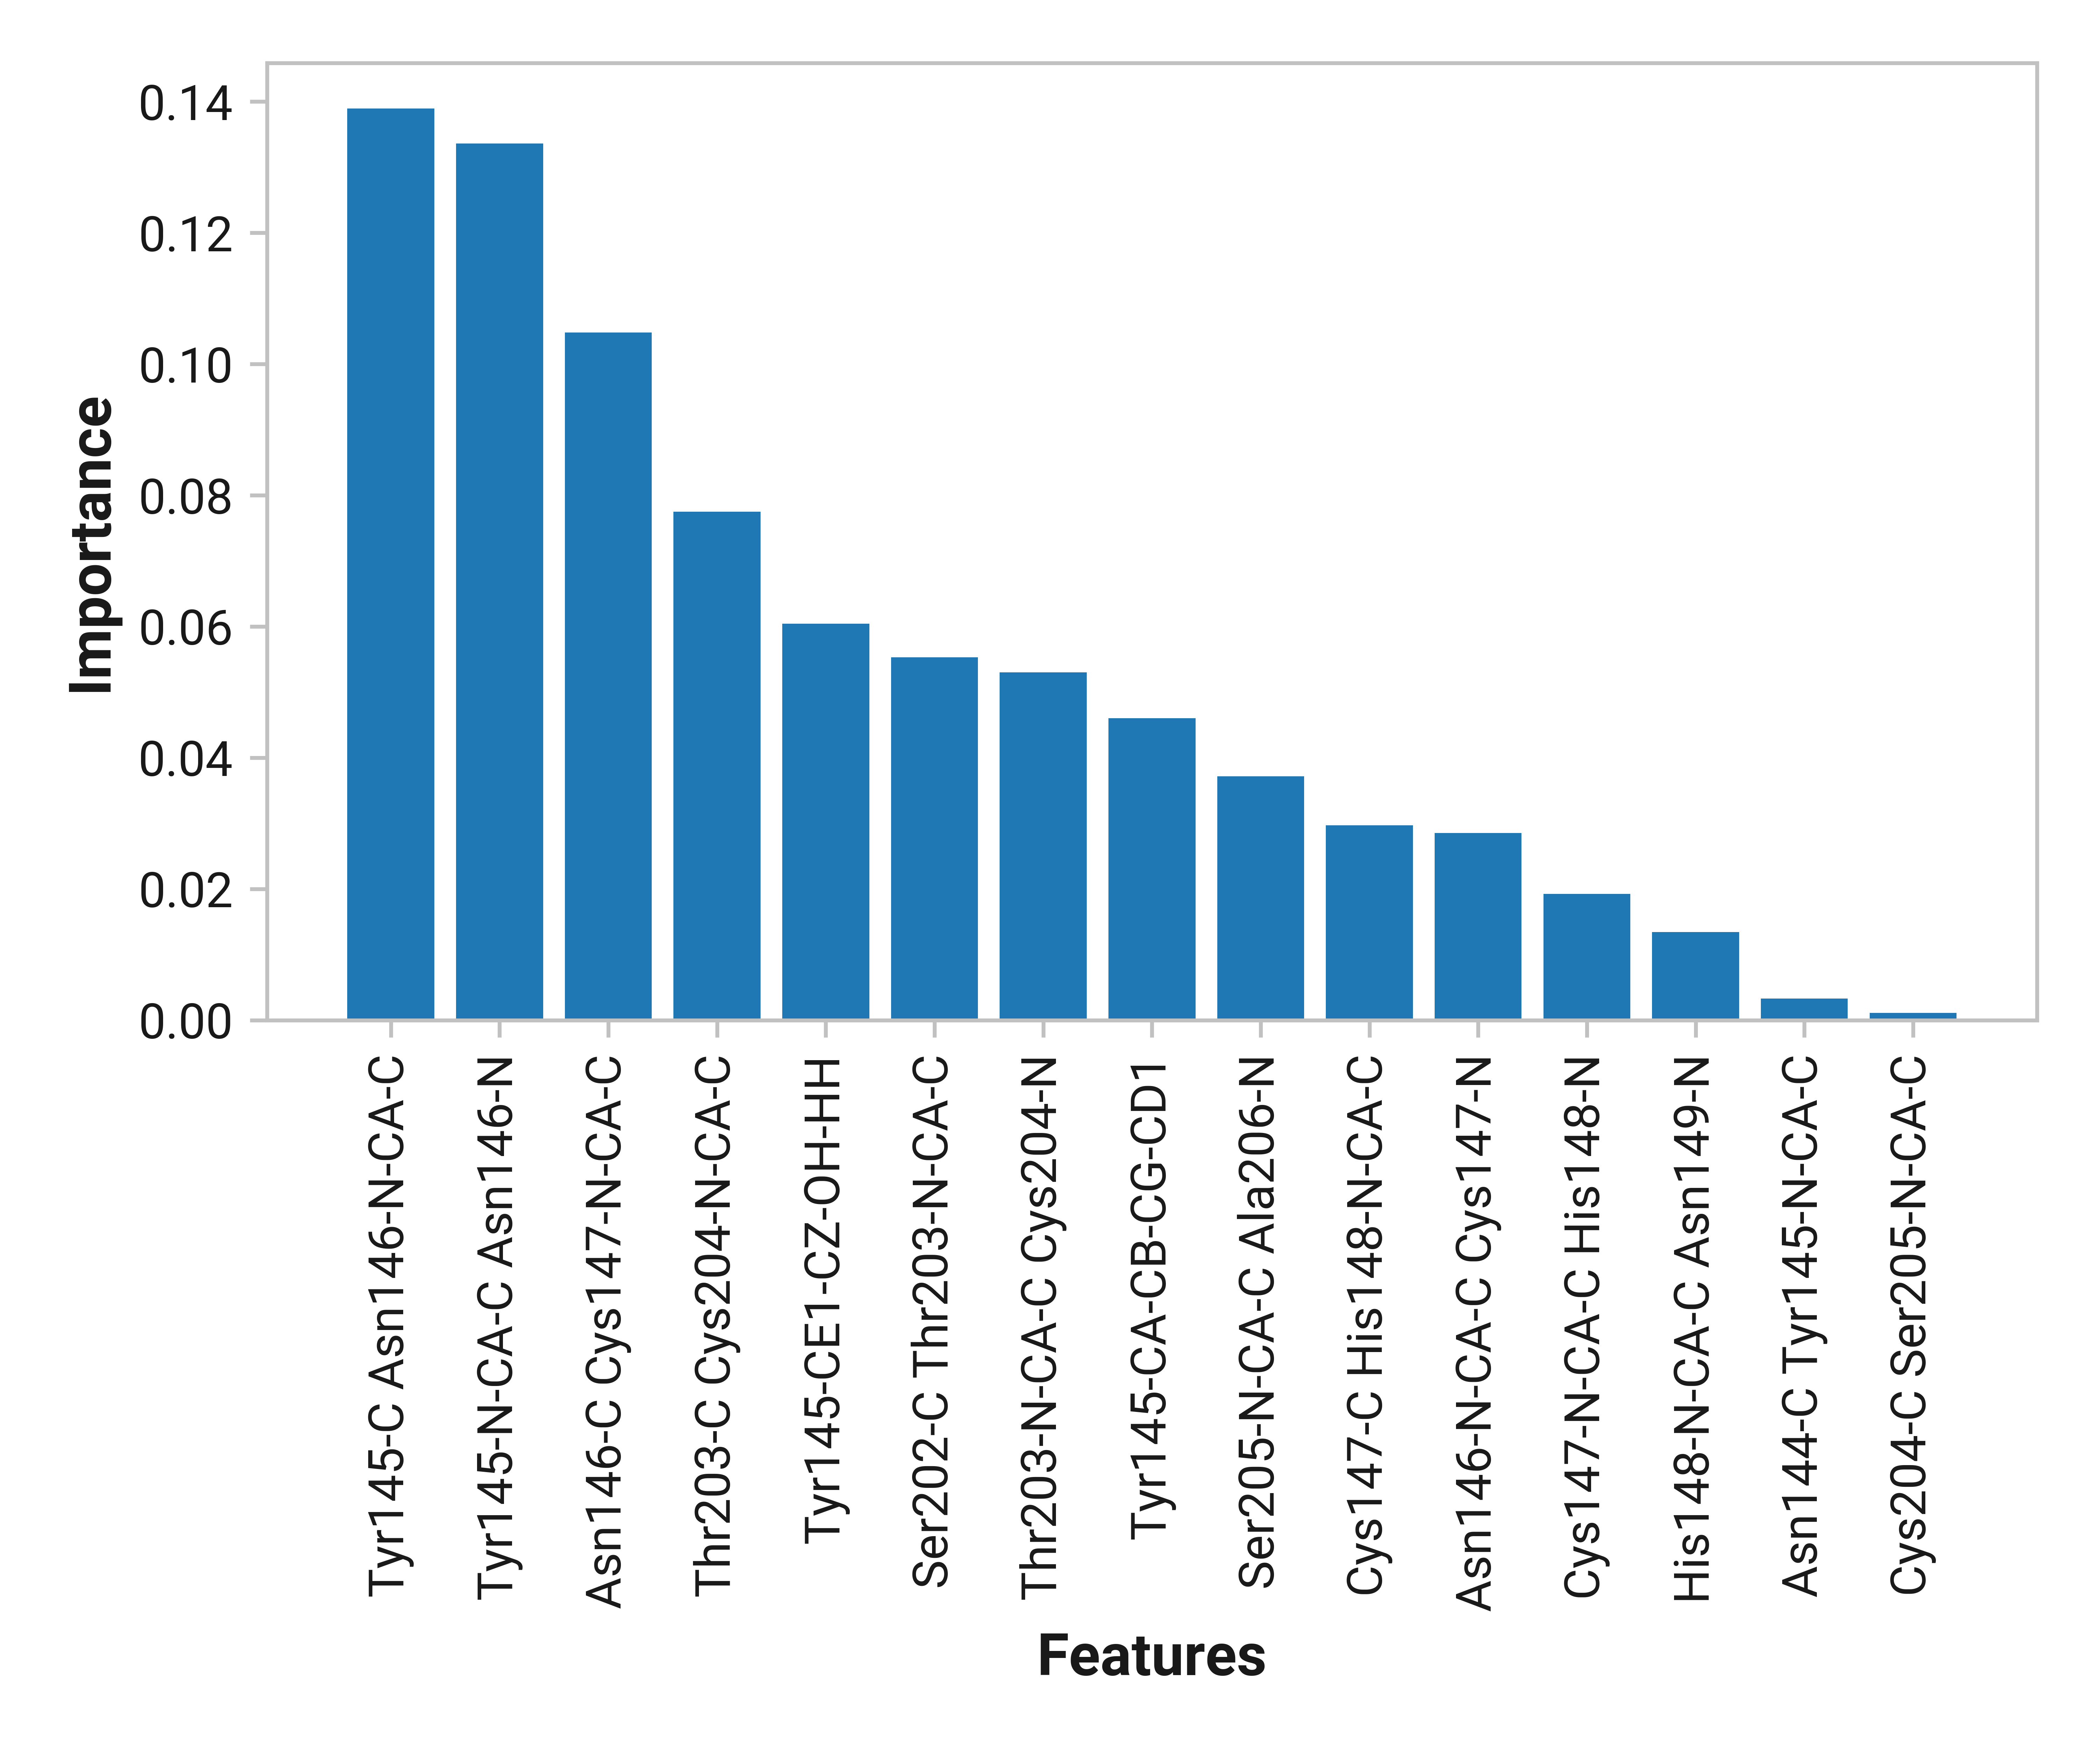 0.14
0.12
0.10
0.08
0.06
0.04
0.02
0.00
Importance
Tyr145-C Asn146-N-CA-C
Tyr145-N-CA-C Asn146-N
Asn146-C Cys147-N-CA-C
Thr203-C Cys204-N-CA-C
Tyr145-CE1-CZ-OH-HH
Ser202-C Thr203-N-CA-C
Thr203-N-CA-C Cys204-N
Tyr145-CA-CB-CG-CD1
Ser205-N-CA-C Ala206-N
Cys147-C His148-N-CA-C
Asn146-N-CA-C Cys147-N
Cys147-N-CA-C His148-N
His148-N-CA-C Asn149-N
Asn144-C Tyr145-N-CA-C
Cys204-C Ser205-N-CA-C
Features